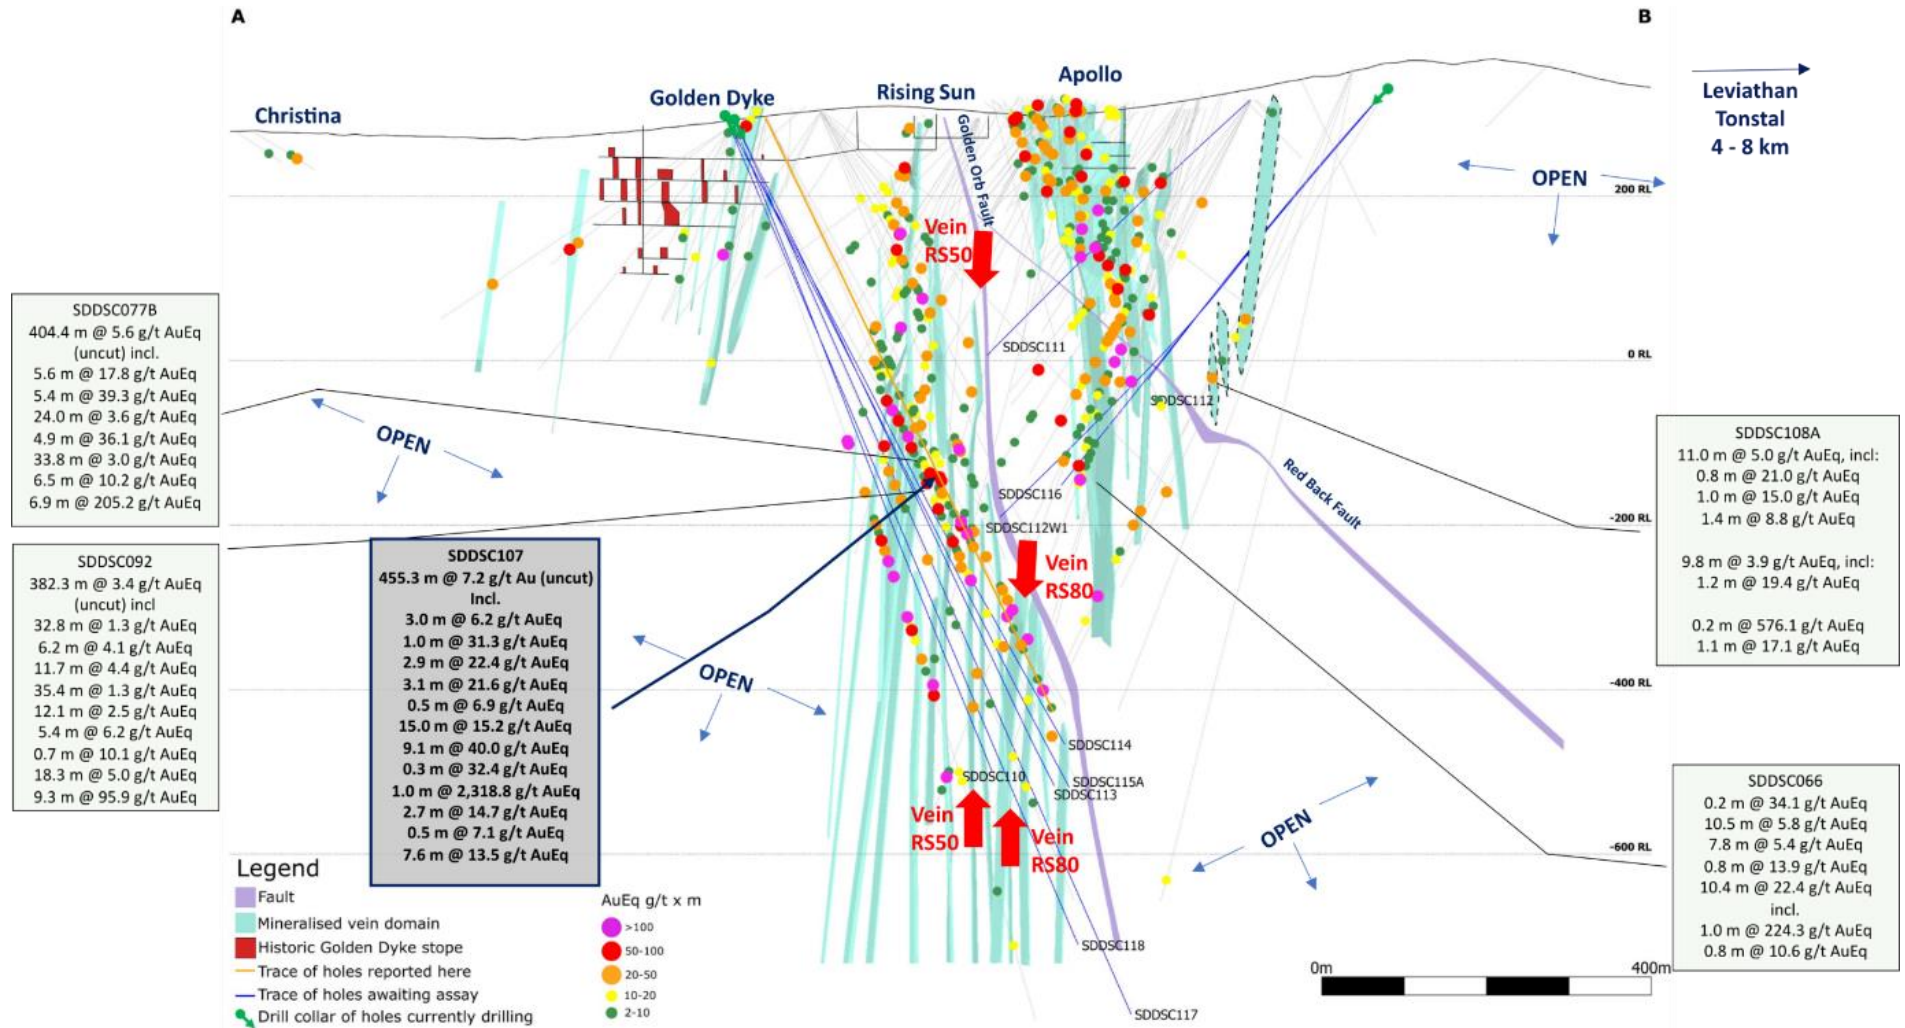 A
B
Christina
Golden Dyke
Rising Sun
Apollo
Leviathan
Tonstal
4 - 8 km
Golden Orb Fault
OPEN
200 RL
Vein
RS50
SDDSC077B
404.4 m @ 5.6 g/t AuEq
(uncut) incl.
5.6 m @ 17.8 g/t AuEq
5.4 m @ 39.3 g/t AuEq
24.0 m @ 3.6 g/t AuEq
4.9 m @ 36.1 g/t AuEq
33.8 m @ 3.0 g/t AuEq
6.5 m @ 10.2 g/t AuEq
6.9 m @ 205.2 g/t AuEq
SDDSC111
0 RL
SDDSC112
OPEN
SDDSC108A
11.0 m @ 5.0 g/t AuEq, incl:
0.8 m @ 21.0 g/t AuEq
1.0 m @ 15.0 g/t AuEq
1.4 m @ 8.8 g/t AuEq
9.8 m @ 3.9 g/t AuEq, incl:
1.2 m @ 19.4 g/t AuEq
0.2 m @ 576.1 g/t AuEq
1.1 m @ 17.1 g/t AuEq
Red Back Fault
SDDSC116
SDDSC112W1
-200 RL
SDDSC092
382.3 m @ 3.4 g/t AuEq
(uncut) incl
32.8 m @ 1.3 g/t AuEq
6.2 m @ 4.1 g/t AuEq
11.7 m @ 4.4 g/t AuEq
35.4 m @ 1.3 g/t AuEq
12.1 m @ 2.5 g/t AuEq
5.4 m @ 6.2 g/t AuEq
0.7 m @ 10.1 g/t AuEq
18.3 m @ 5.0 g/t AuEq
9.3 m @ 95.9 g/t AuEq
SDDSC107
455.3 m @ 7.2 g/t Au (uncut)
Incl.
3.0 m @ 6.2 g/t AuEq
1.0 m @ 31.3 g/t AuEq
2.9 m @ 22.4 g/t AuEq
3.1 m @ 21.6 g/t AuEq
0.5 m @ 6.9 g/t AuEq
15.0 m @ 15.2 g/t AuEq
9.1 m @ 40.0 g/t AuEq
0.3 m @ 32.4 g/t AuEq
1.0 m @ 2,318.8 g/t AuEq
2.7 m @ 14.7 g/t AuEq
0.5 m @ 7.1 g/t AuEq
7.6 m @ 13.5 g/t AuEq
Vein
RS80
OPEN
-400 RL
SDDSC114
SDDSC110
SDDSC115A
SDDSC113
Vein
RS50
Vein
RS80
OPEN
-600 RL
SDDSC066
0.2 m @ 34.1 g/t AuEq
10.5 m @ 5.8 g/t AuEq
7.8 m @ 5.4 g/t AuEq
0.8 m @ 13.9 g/t AuEq
10.4 m @ 22.4 g/t AuEq
incl.
1.0 m @ 224.3 g/t AuEq
0.8 m @ 10.6 g/t AuEq
SDDSC118
SDDSC117
Legend
Fault
Mineralised vein domain
Historic Golden Dyke stope
Trace of holes reported here
Trace of holes awaiting assay
Drill collar of holes currently drilling
AuEq g/t x m
>100
50-100
20-50
10-20
2-10
0m
400m